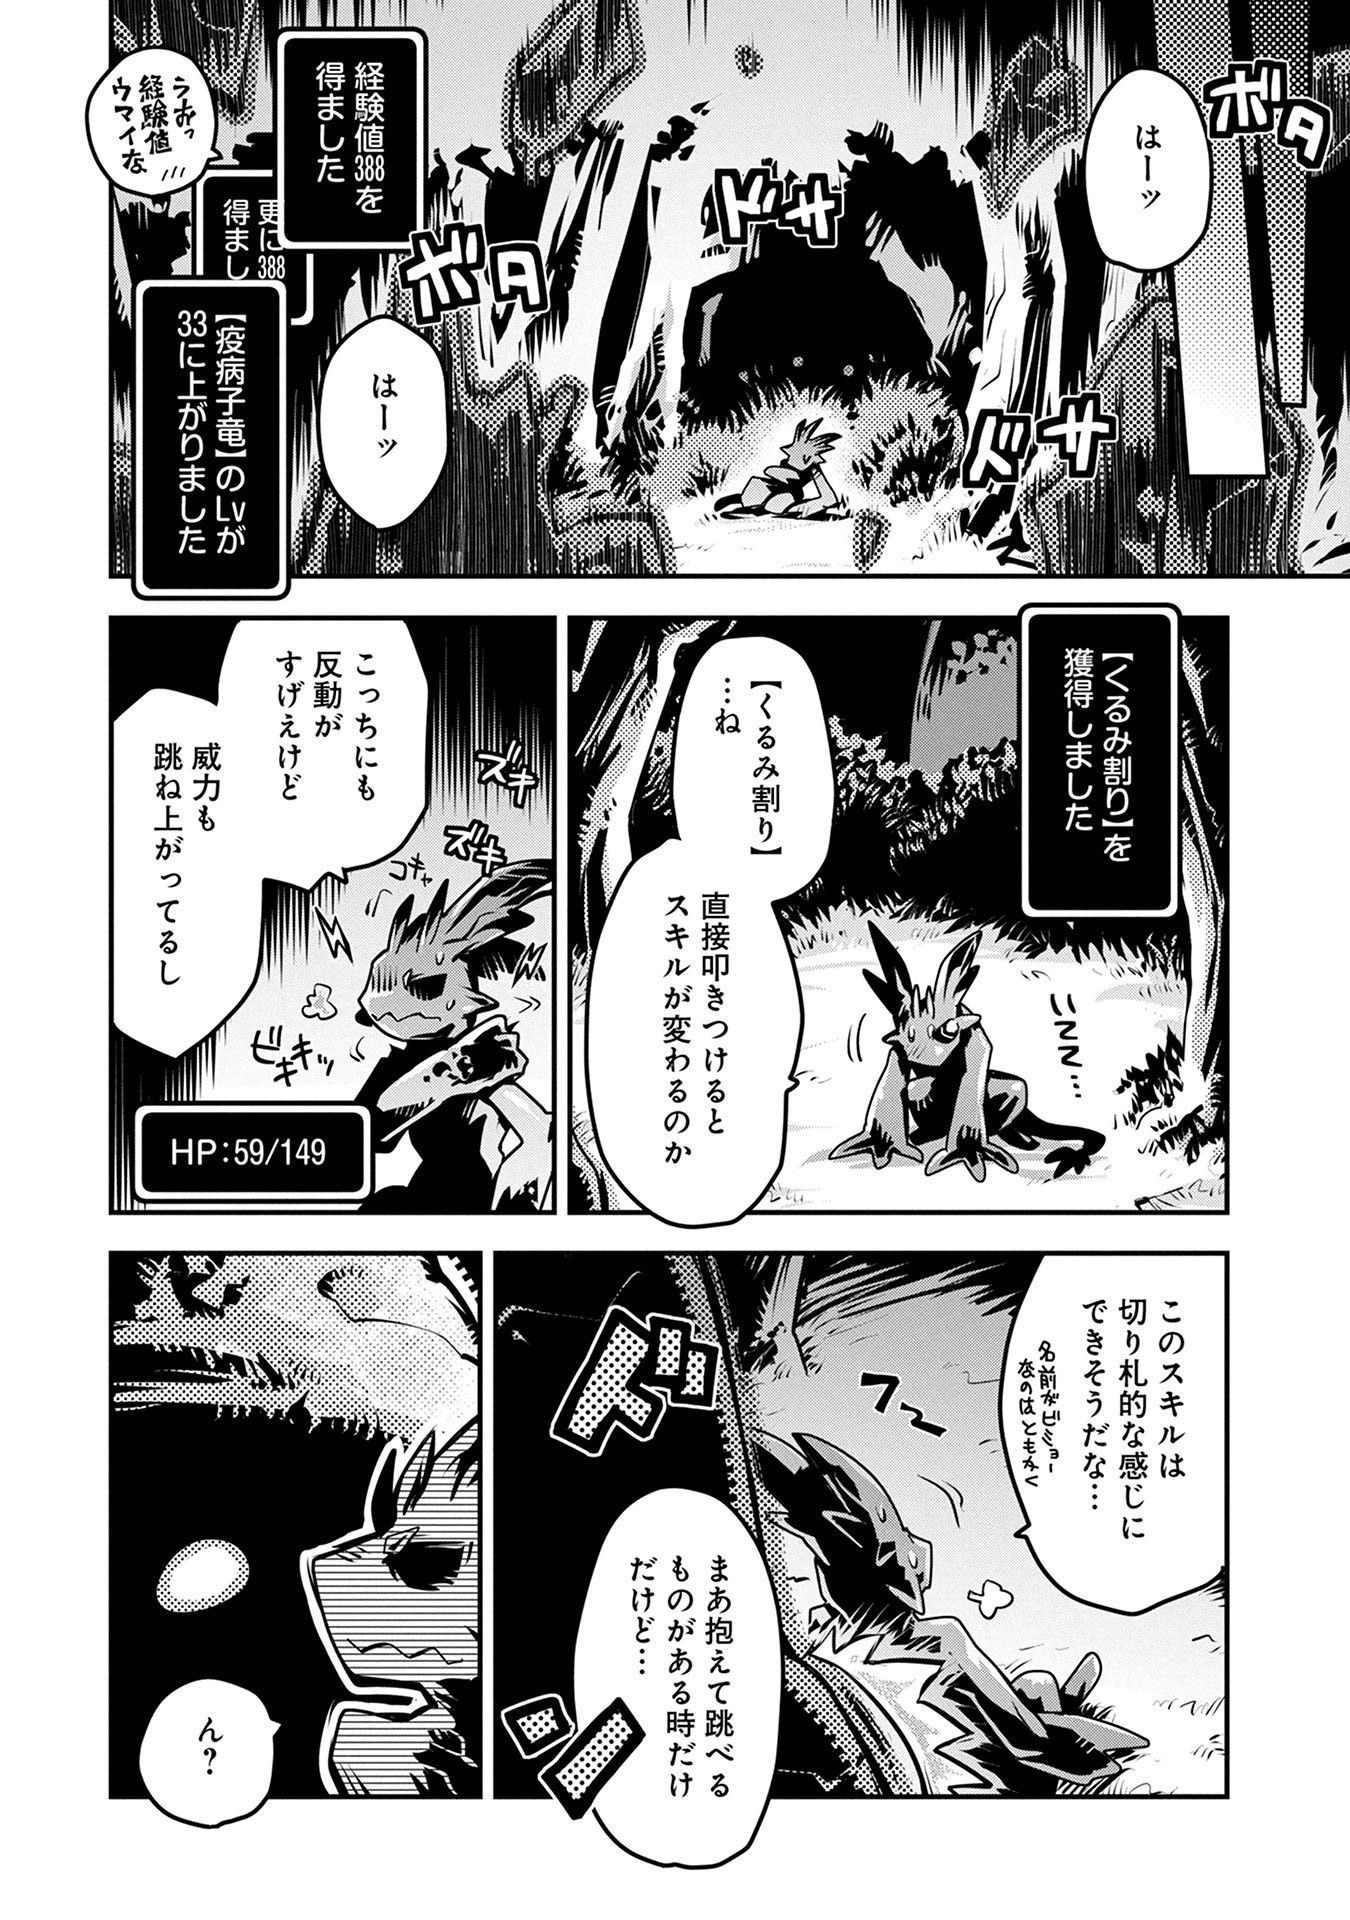 ボタ
はーッ
ドサ
ドサ
ボタ
はーッ
経験値388を
得ました
うおっ
経験値
ウマイな
更に388
得まし
【疫病子竜】のLvが
33に上がりました
【くるみ割り】を
獲得しました
【くるみ割り】
…ね
直接叩きつけると
スキルが変わるのか
こっちにも
反動が
すげえけど
威力も
跳ね上がってるし
ズキ
ズキ
コキャ
ビキキッ
HP:59/149
このスキルは
切り札的な感じに
できそうだな…
名前がビミョー
なのはともかく
フー
ズズ
まあ抱えて跳べる
ものがある時だけ
だけど…
ん?